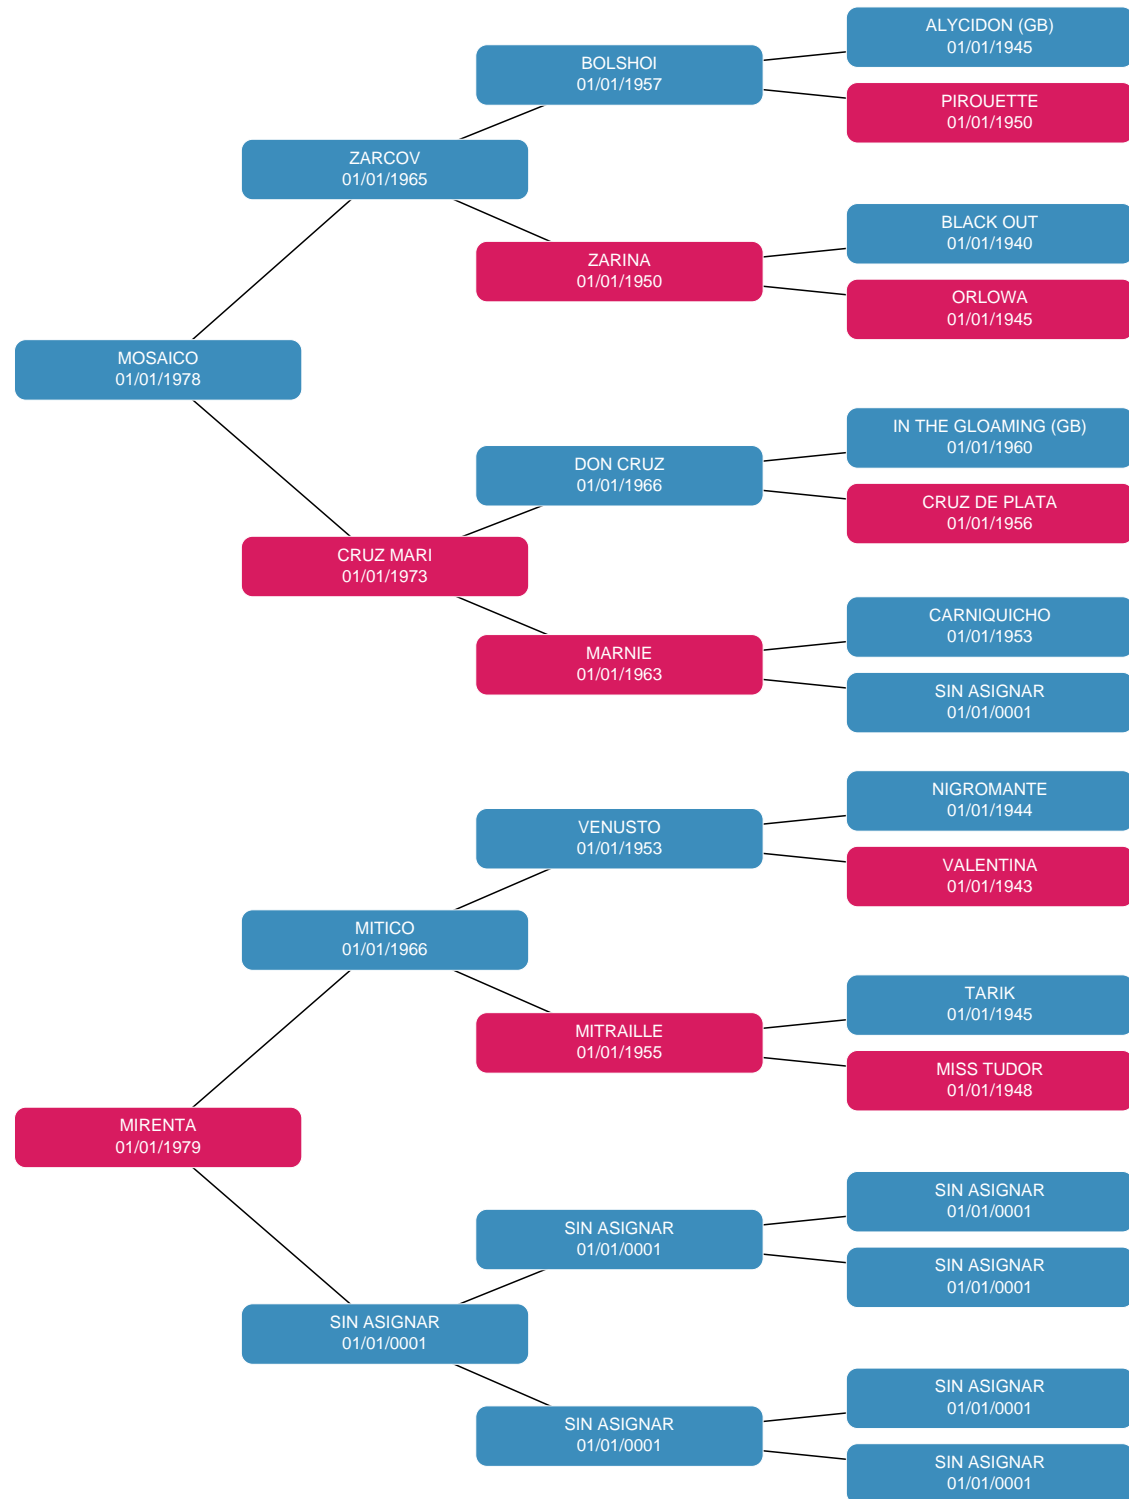 ALYCIDON (GB)
01/01/1945
BOLSHOI
01/01/1957
PIROUETTE
01/01/1950
ZARCOV
01/01/1965
BLACK OUT
01/01/1940
ZARINA
01/01/1950
ORLOWA
01/01/1945
MOSAICO
01/01/1978
IN THE GLOAMING (GB)
01/01/1960
DON CRUZ
01/01/1966
CRUZ DE PLATA
01/01/1956
CRUZ MARI
01/01/1973
CARNIQUICHO
01/01/1953
MARNIE
01/01/1963
SIN ASIGNAR
01/01/0001
NIGROMANTE
01/01/1944
VENUSTO
01/01/1953
VALENTINA
01/01/1943
MITICO
01/01/1966
TARIK
01/01/1945
MITRAILLE
01/01/1955
MISS TUDOR
01/01/1948
MIRENTA
01/01/1979
SIN ASIGNAR
01/01/0001
SIN ASIGNAR
01/01/0001
SIN ASIGNAR
01/01/0001
SIN ASIGNAR
01/01/0001
SIN ASIGNAR
01/01/0001
SIN ASIGNAR
01/01/0001
SIN ASIGNAR
01/01/0001